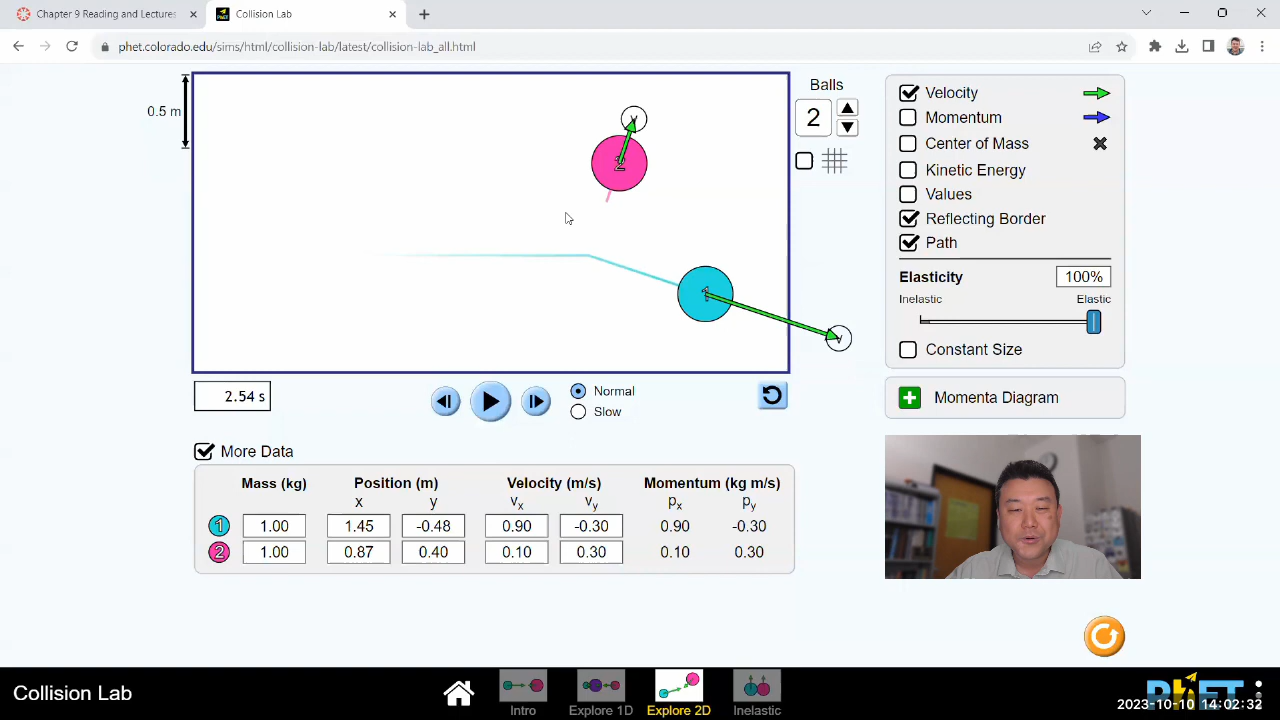 Chapter 9 Reading and Lectures
Collision Lab
phet.colorado.edu/sims/html/collision-lab/latest/collision-lab_all.html
0.5 m
v
2
1
v
Balls
2
Velocity
Momentum
Center of Mass
Kinetic Energy
Values
Reflecting Border
Path
Elasticity 100%
Inelastic Elastic
Constant Size
Momenta Diagram
2.54 s
Normal
Slow
More Data
Mass (kg) Position (m) Velocity (m/s) Momentum (kg m/s)
x y vx vy px py
1 1.00 1.45 -0.48 0.90 -0.30 0.90 -0.30
2 1.00 0.87 0.40 0.10 0.30 0.10 0.30
Collision Lab
Intro
Explore 1D
Explore 2D
Inelastic
PhET
2023-10-10 14:02:32